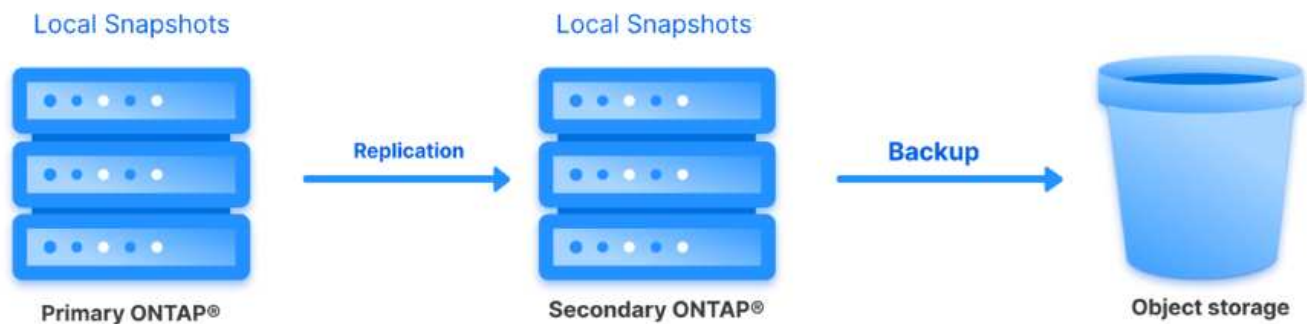 Local Snapshots
Local Snapshots
Replication
Backup
Primary ONTAP®
Secondary ONTAP®
Object storage